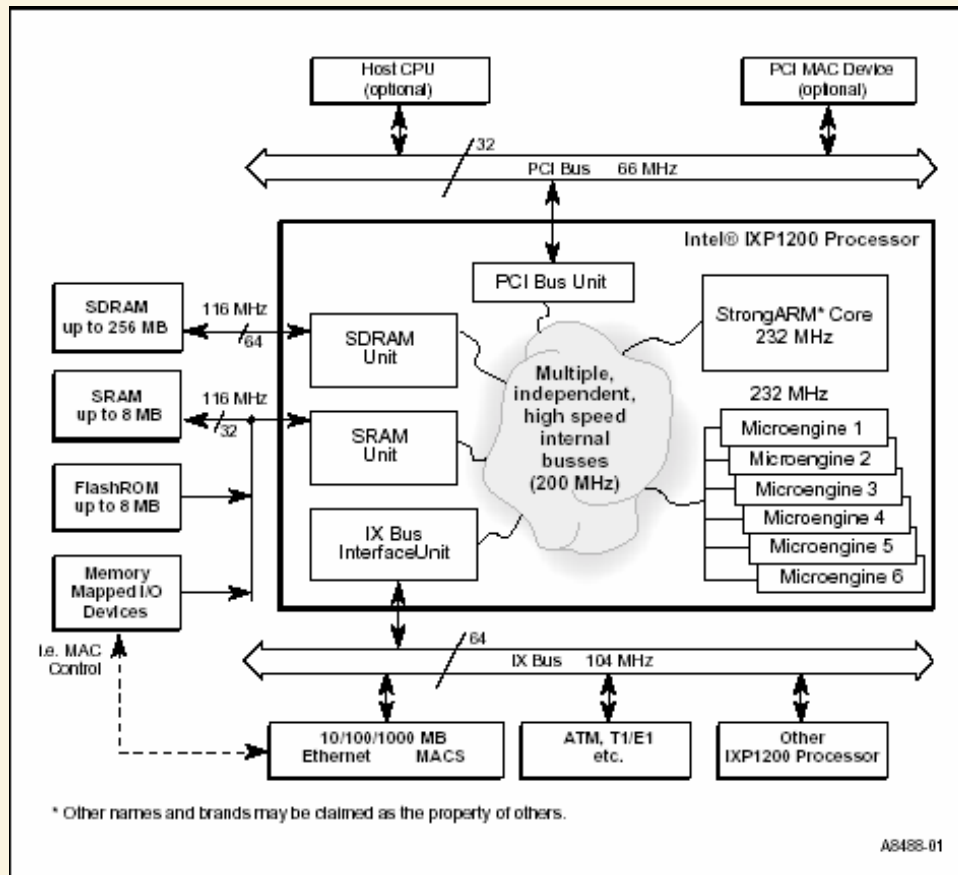 Host CPU
(optional)
PCI MAC Device
(optional)
32
PCI Bus 66 MHz
Intel® IXP1200 Processor
PCI Bus Unit
SDRAM
up to 256 MB
116 MHz
64
SDRAM
Unit
StrongARM* Core
232 MHz
SRAM
up to 8 MB
116 MHz
32
SRAM
Unit
Multiple,
independent,
high speed
internal
busses
(200 MHz)
232 MHz
Microengine 1
Microengine 2
Microengine 3
Microengine 4
Microengine 5
Microengine 6
FlashROM
up to 8 MB
IX Bus
InterfaceUnit
Memory
Mapped I/O
Devices
i.e. MAC
Control
64
IX Bus 104 MHz
10/100/1000 MB
Ethernet MACS
ATM, T1/E1
etc.
Other
IXP1200 Processor
* Other names and brands may be claimed as the property of others.
A8488-01